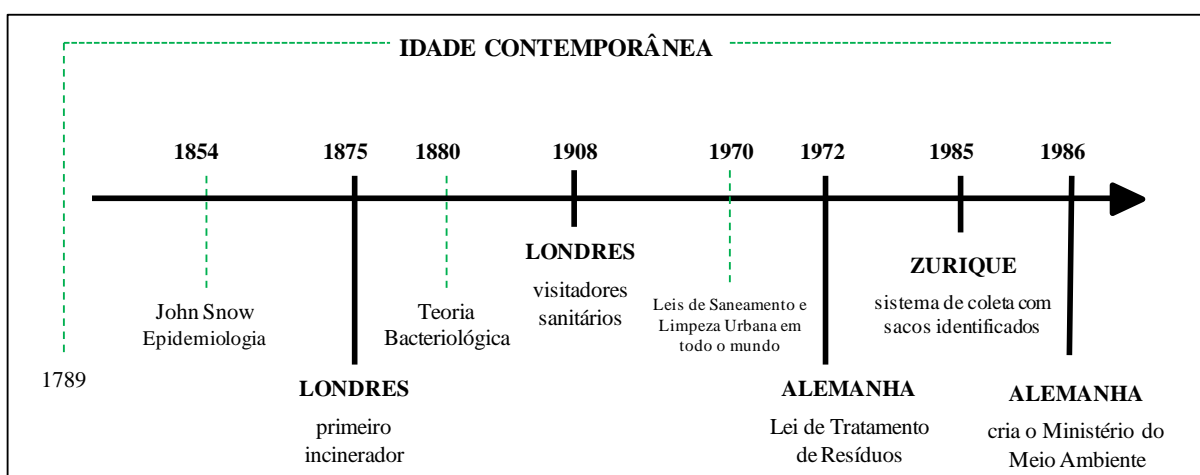 IDADE CONTEMPORÂNEA
1854
1875
1880
1908
1970
1972
1985
1986
John Snow
Epidemiologia
LONDRES
primeiro
incinerador
Teoria
Bacteriológica
LONDRES
visitadores
sanitários
Leis de Saneamento e
Limpeza Urbana em
todo o mundo
ALEMANHA
Lei de Tratamento
de Resíduos
ZURIQUE
sistema de coleta com
sacos identificados
ALEMANHA
cria o Ministério do
Meio Ambiente
1789